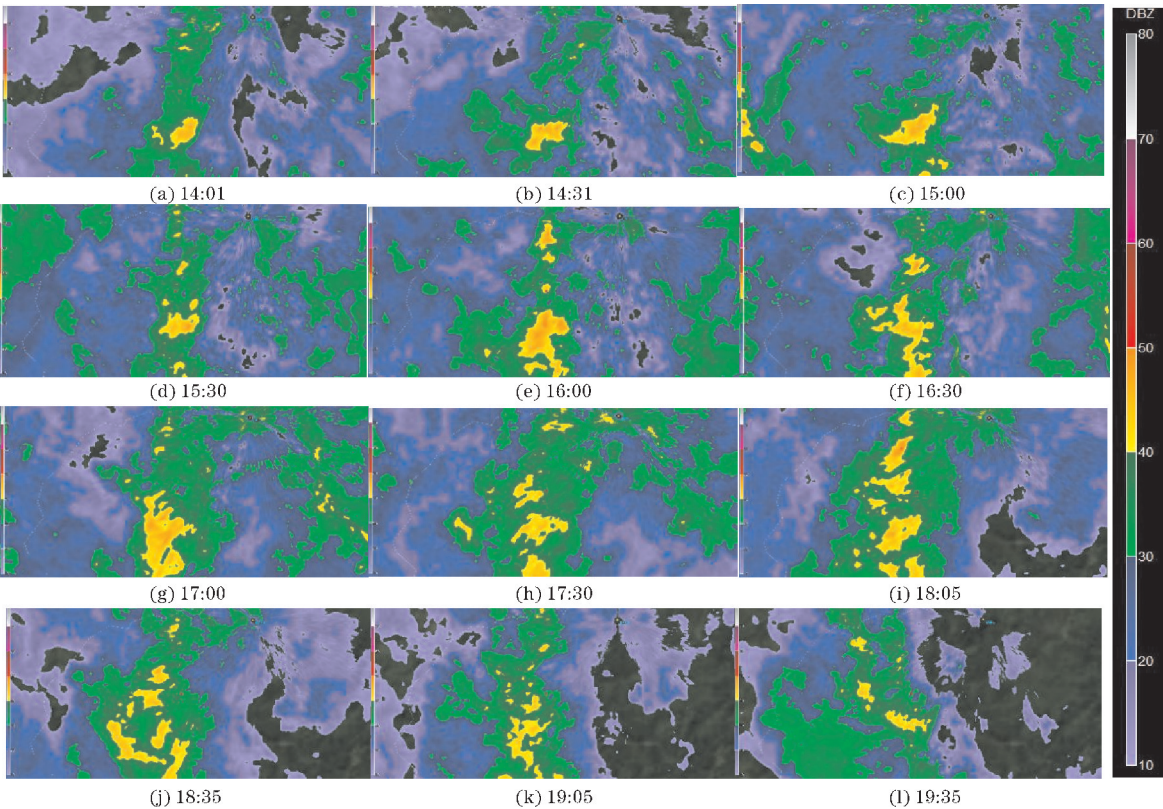 DBZ
80
70
60
50
40
30
20
10
(a) 14:01
(b) 14:31
(c) 15:00
(d) 15:30
(e) 16:00
(f) 16:30
(g) 17:00
(h) 17:30
(i) 18:05
(j) 18:35
(k) 19:05
(l) 19:35